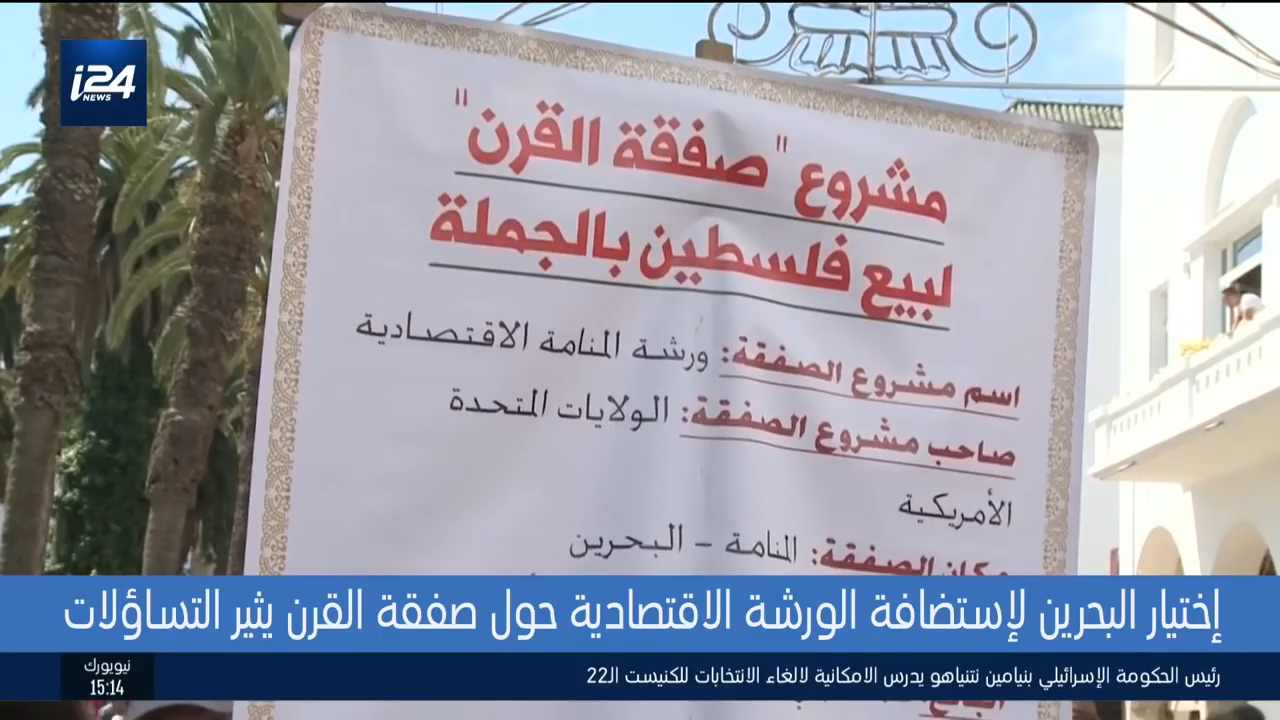 i24
NEWS
مشروع "صفقة القرن"
لبيع فلسطين بالجملة
اسم مشروع الصفقة: ورشة المنامة الاقتصادية
صاحب مشروع الصفقة: الولايات المتحدة
الأمريكية
مكان الصفقة: المنامة - البحرين
إختيار البحرين لإستضافة الورشة الاقتصادية حول صفقة القرن يثير التساؤلات
رئيس الحكومة الإسرائيلي بنيامين نتنياهو يدرس الامكانية لالغاء الانتخابات للكنيست الـ22
نيويورك
15:14